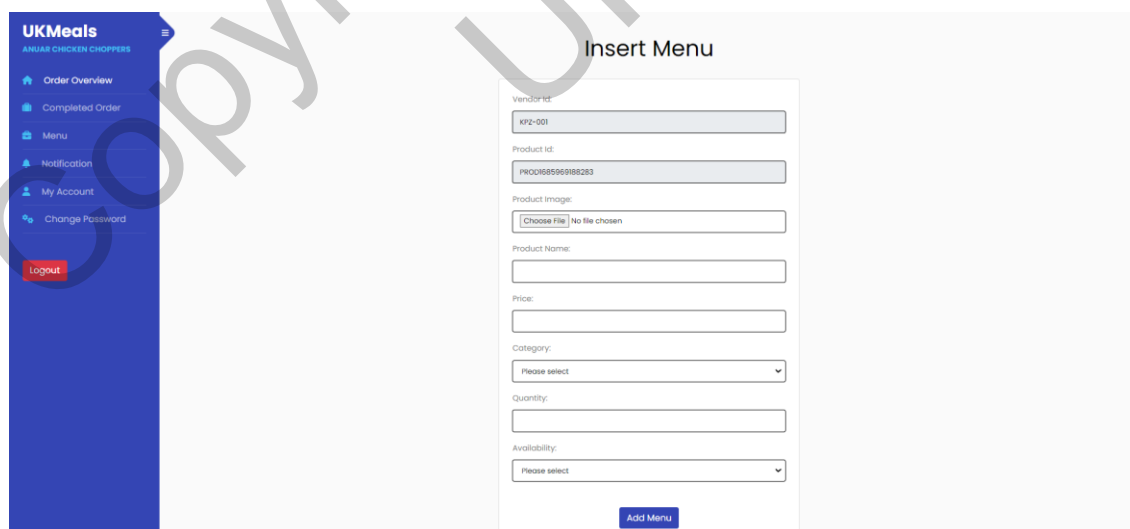 UKMeals
ANUAR CHICKEN CHOPPERS
Order Overview
Completed Order
Menu
Notification
My Account
Change Password
Logout
Insert Menu
Vendor Id:
KPZ-001
Product Id:
PROD1685969188283
Product Image:
Choose File No file chosen
Product Name:
Price:
Category:
Please select
Quantity:
Availability:
Please select
Add Menu
Copy
U